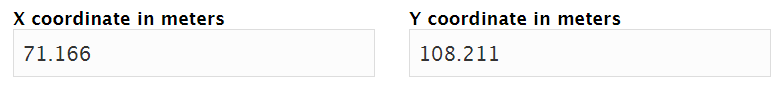 X coordinate in meters Y coordinate in meters
71.166 108.211